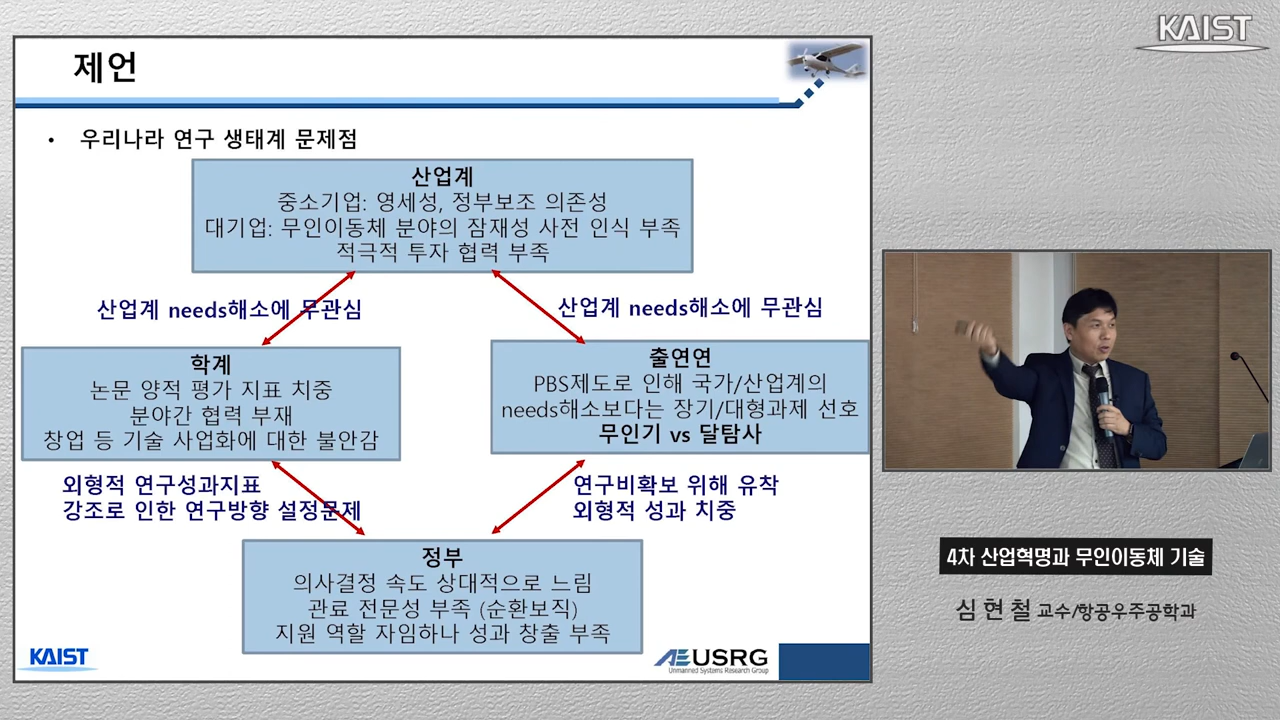 KAIST
제언
• 우리나라 연구 생태계 문제점
산업계
중소기업: 영세성, 정부보조 의존성
대기업: 무인이동체 분야의 잠재성 사전 인식 부족
적극적 투자 협력 부족
산업계 needs해소에 무관심
산업계 needs해소에 무관심
학계
논문 양적 평가 지표 치중
분야간 협력 부재
창업 등 기술 사업화에 대한 불안감
출연연
PBS제도로 인해 국가/산업계의
needs해소보다는 장기/대형과제 선호
무인기 vs 달탐사
외형적 연구성과지표
강조로 인한 연구방향 설정문제
연구비확보 위해 유착
외형적 성과 치중
정부
의사결정 속도 상대적으로 느림
관료 전문성 부족 (순환보직)
지원 역할 자임하나 성과 창출 부족
KAIST
AE USRG
Unmanned Systems Research Group
4차 산업혁명과 무인이동체 기술
심 현 철 교수/항공우주공학과